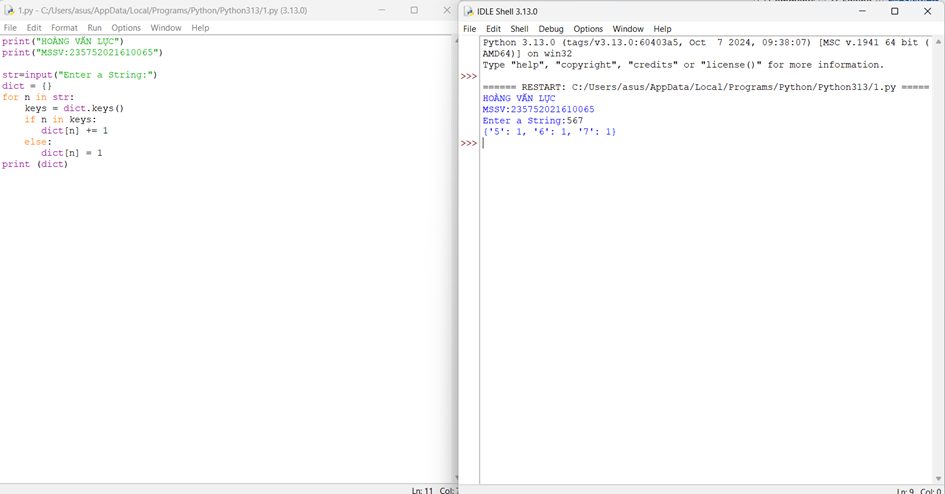 1.py - C:/Users/asus/AppData/Local/Programs/Python/Python313/1.py (3.13.0)
File Edit Format Run Options Window Help
print("HOÀNG VĂN LỰC")
print("MSSV:235752021610065")
str=input("Enter a String:")
dict = {}
for n in str:
    keys = dict.keys()
    if n in keys:
       dict[n] += 1
    else:
       dict[n] = 1
print (dict)
Ln: 11 Col:
IDLE Shell 3.13.0
File Edit Shell Debug Options Window Help
Python 3.13.0 (tags/v3.13.0:60403a5, Oct  7 2024, 09:38:07) [MSC v.1941 64 bit (
AMD64)] on win32
Type "help", "copyright", "credits" or "license()" for more information.
>>>
====== RESTART: C:/Users/asus/AppData/Local/Programs/Python/Python313/1.py =====
HOÀNG VĂN LỰC
MSSV:235752021610065
Enter a String:567
{'5': 1, '6': 1, '7': 1}
>>>
Ln: 9 Col: 0